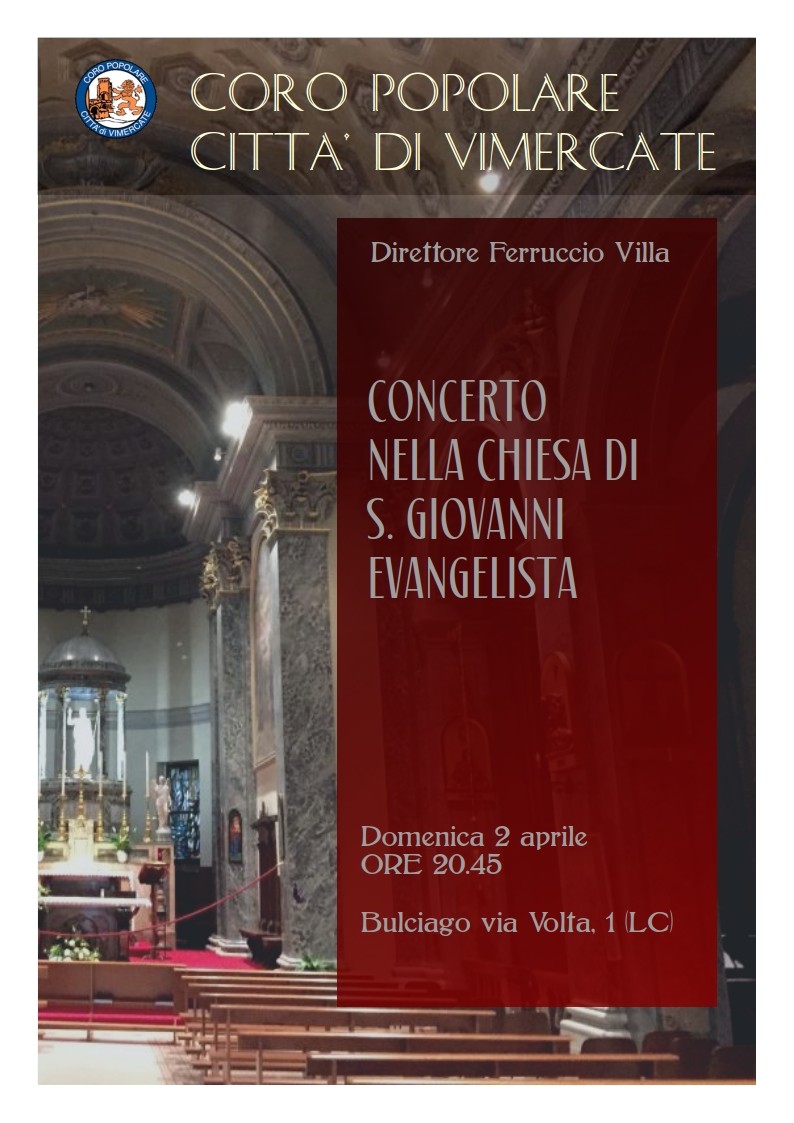 CORO POPOLARE
CITTÀ di VIMERCATE
CORO POPOLARE
CITTA' DI VIMERCATE
Direttore Ferruccio Villa
CONCERTO
NELLA CHIESA DI
S. GIOVANNI
EVANGELISTA
Domenica 2 aprile
ORE 20.45
Bulciago via Volta, 1 (LC)